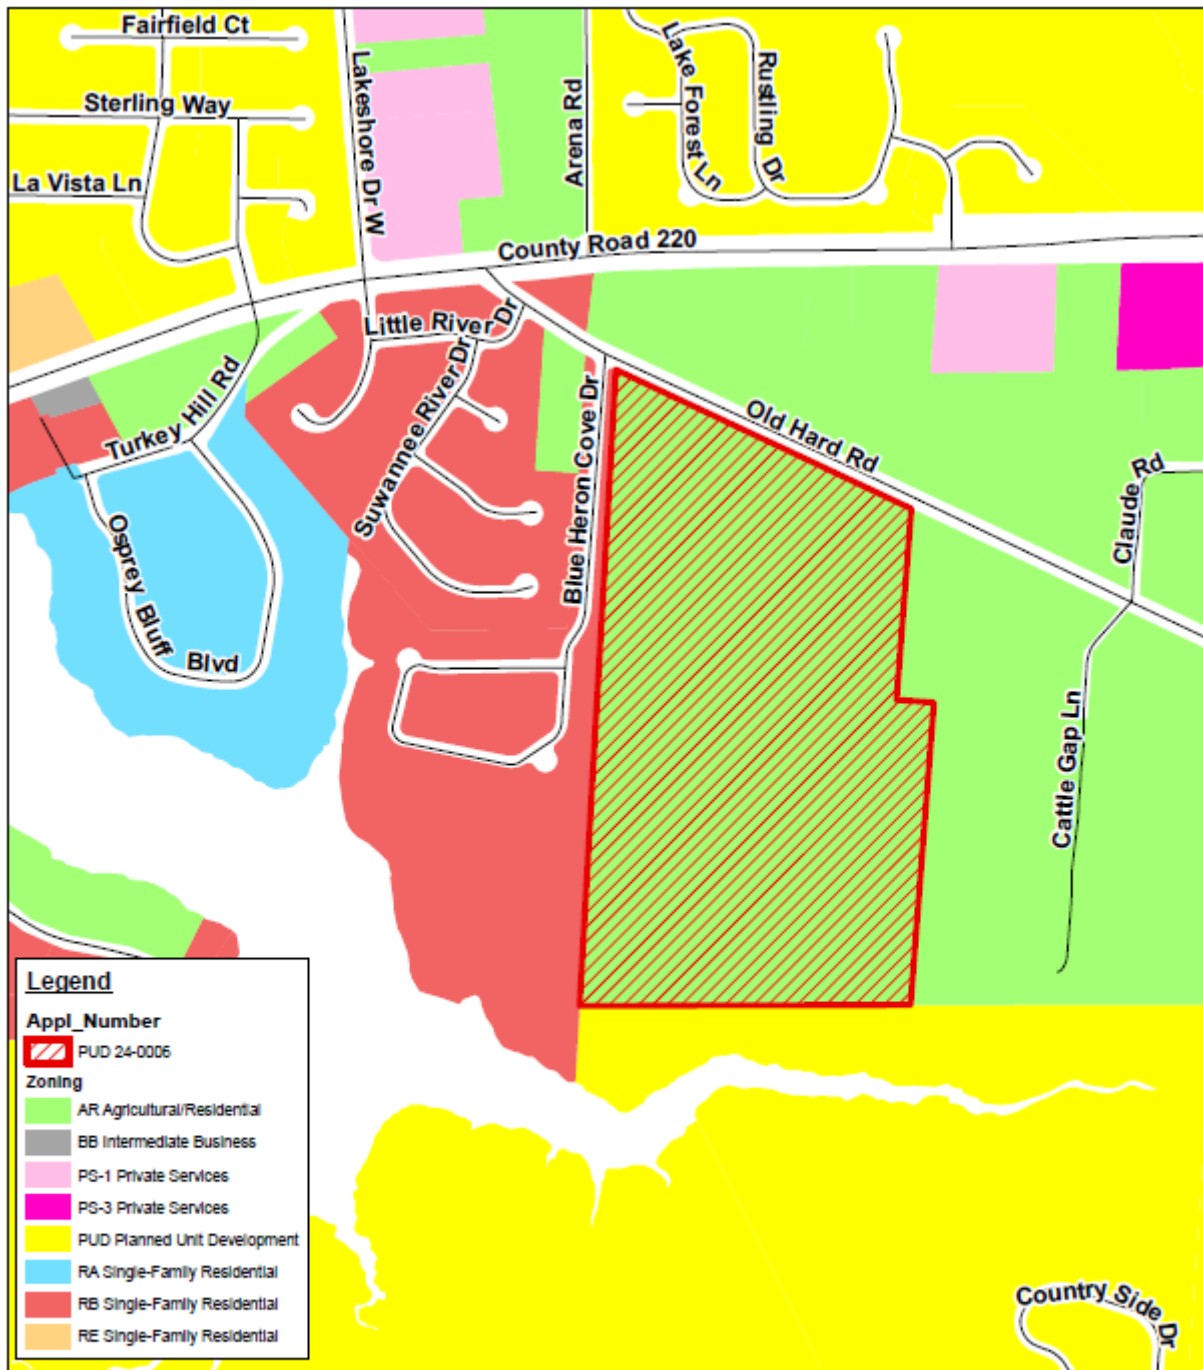 Fairfield Ct
Sterling Way
La Vista Ln
Lakeshore Dr W
Arena Rd
Lake Forest Ln
Rustling Dr
County Road 220
Little River Dr
Turkey Hill Rd
Suwannee River Dr
Blue Heron Cove Dr
Old Hard Rd
Claude Rd
Osprey Bluff Blvd
Cattle Gap Ln
Country Side Dr
Legend
Appl_Number
PUD 24-0006
Zoning
AR Agricultural/Residential
BB Intermediate Business
PS-1 Private Services
PS-3 Private Services
PUD Planned Unit Development
RA Single-Family Residential
RB Single-Family Residential
RE Single-Family Residential